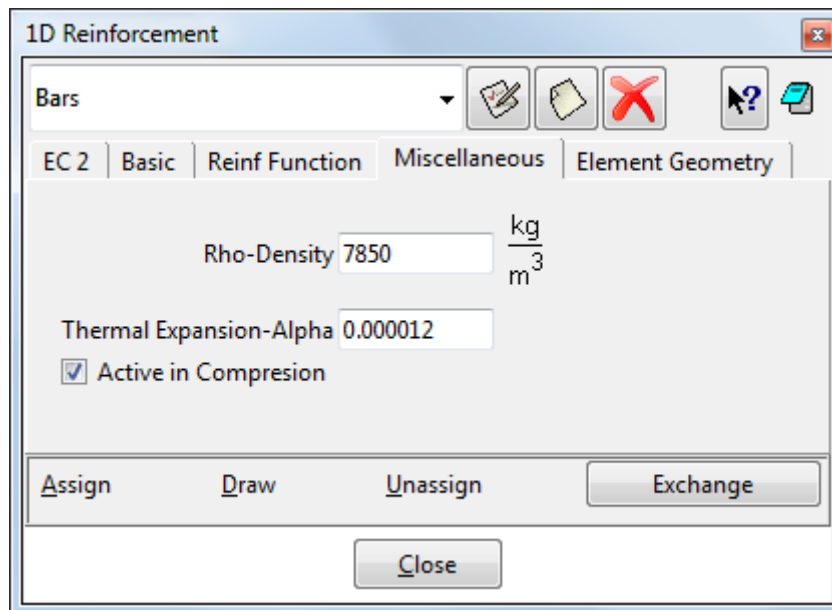 1D Reinforcement
Bars
EC 2 Basic Reinf Function Miscellaneous Element Geometry
Rho-Density 7850 kg/m^3
Thermal Expansion-Alpha 0.000012
Active in Compresion
Assign Draw Unassign Exchange
Close